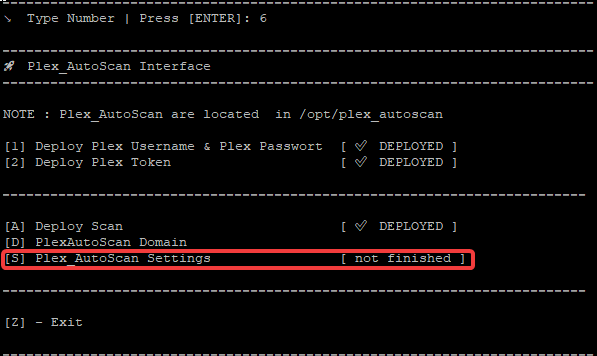 ↘ Type Number | Press [ENTER]: 6
🚀 Plex_AutoScan Interface
NOTE : Plex_AutoScan are located  in /opt/plex_autoscan
[1] Deploy Plex Username & Plex Passwort  [ ✅ DEPLOYED ]
[2] Deploy Plex Token  [ ✅ DEPLOYED ]
[A] Deploy Scan  [ ✅ DEPLOYED ]
[D] PlexAutoScan Domain
[S] Plex_AutoScan Settings  [ not finished ]
[Z] - Exit